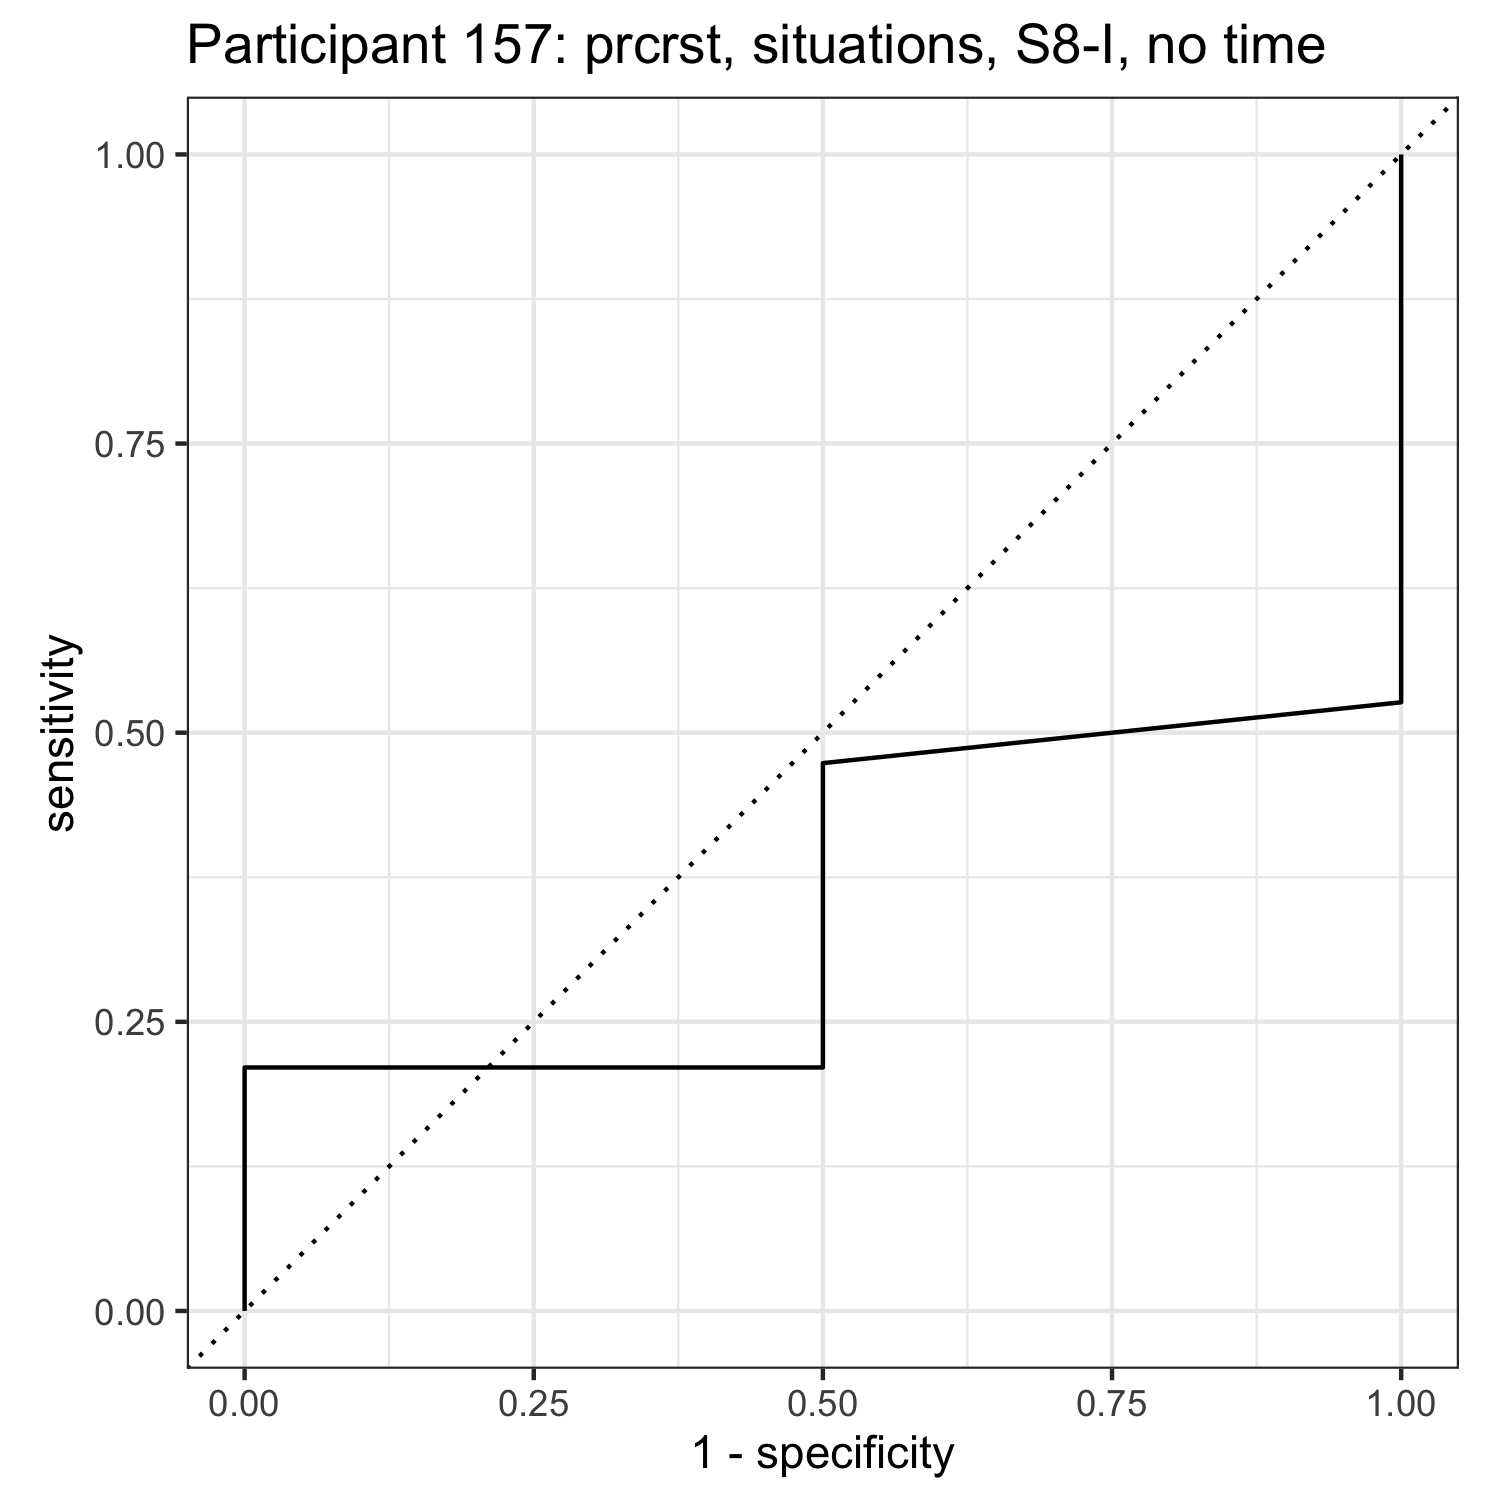 Participant 157: prcrst, situations, S8-I, no time
1.00
0.75
0.50
0.25
0.00
sensitivity
0.00 0.25 0.50 0.75 1.00
1 - specificity